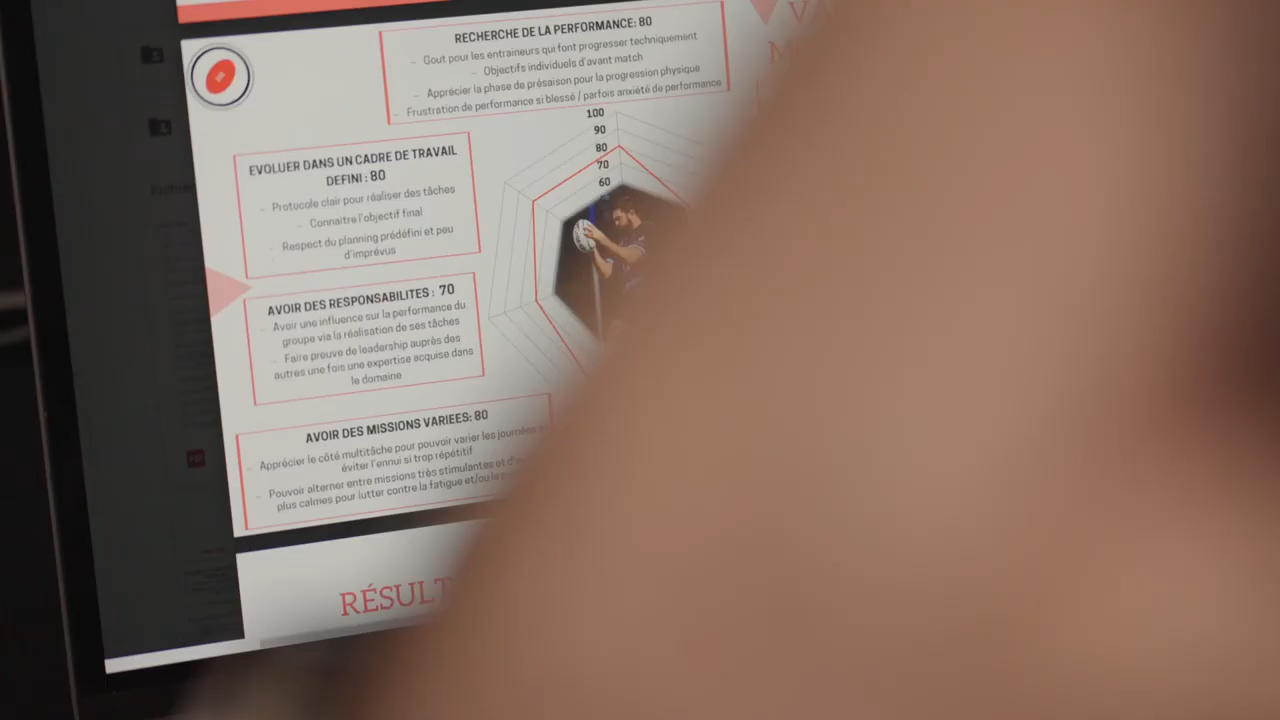 RECHERCHE DE LA PERFORMANCE: 80
- Gout pour les entraineurs qui font progresser techniquement
- Objectifs individuels d'avant match
- Apprécier la phase de présaison pour la progression physique
- Frustration de performance si blessé / parfois anxiété de performance
100
90
80
70
60
EVOLUER DANS UN CADRE DE TRAVAIL
DEFINI : 80
- Protocole clair pour réaliser des tâches
- Connaitre l'objectif final
- Respect du planning prédéfini et peu
d'imprévus
AVOIR DES RESPONSABILITES : 70
- Avoir une influence sur la performance du
groupe via la réalisation de ses tâches
- Faire preuve de leadership auprès des
autres une fois une expertise acquise dans
le domaine
AVOIR DES MISSIONS VARIEES: 80
- Apprécier le côté multitâche pour pouvoir varier les journées
éviter l'ennui si trop répétitif
- Pouvoir alterner entre missions très stimulantes et
plus calmes pour lutter contre la fatigue et/ou
RÉSULT